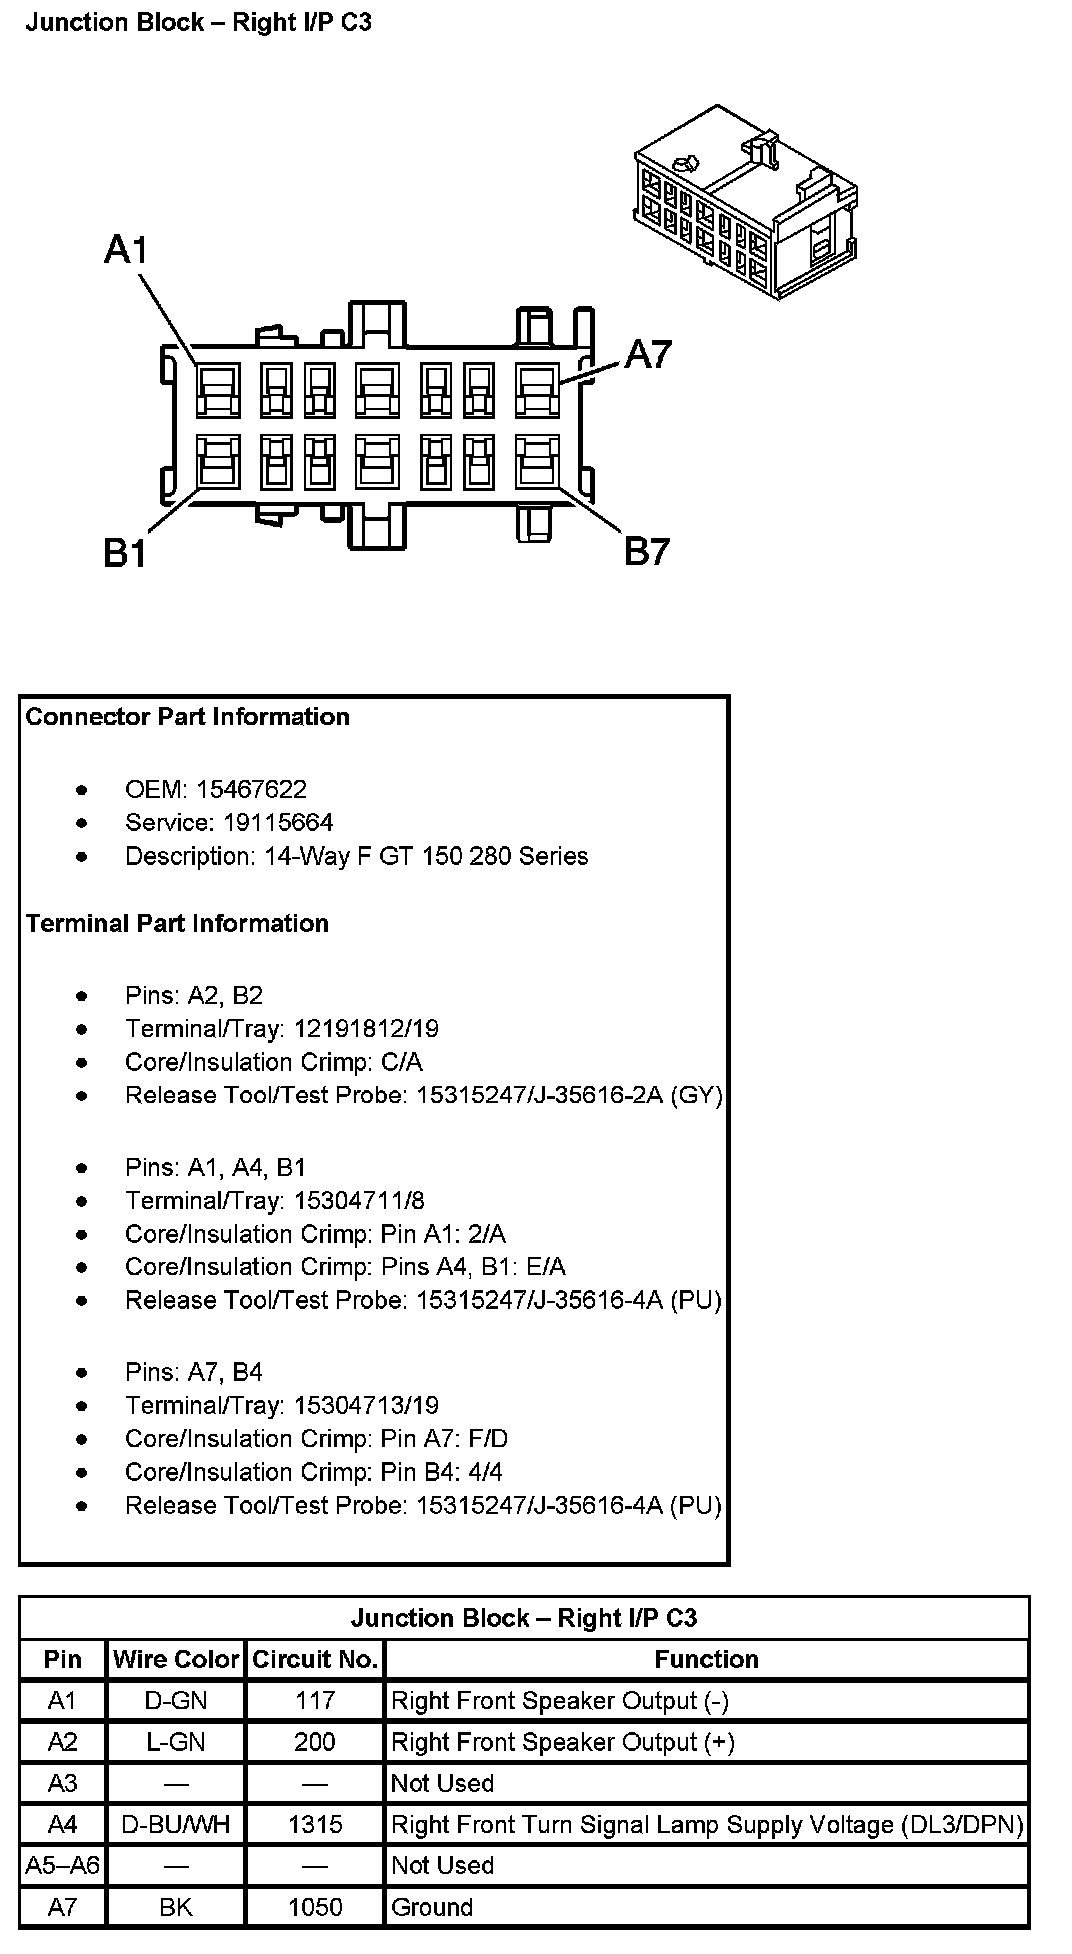 Junction Block – Right I/P C3
A1
A7
B1
B7
Connector Part Information
• OEM: 15467622
• Service: 19115664
• Description: 14-Way F GT 150 280 Series
Terminal Part Information
• Pins: A2, B2
• Terminal/Tray: 12191812/19
• Core/Insulation Crimp: C/A
• Release Tool/Test Probe: 15315247/J-35616-2A (GY)
• Pins: A1, A4, B1
• Terminal/Tray: 15304711/8
• Core/Insulation Crimp: Pin A1: 2/A
• Core/Insulation Crimp: Pins A4, B1: E/A
• Release Tool/Test Probe: 15315247/J-35616-4A (PU)
• Pins: A7, B4
• Terminal/Tray: 15304713/19
• Core/Insulation Crimp: Pin A7: F/D
• Core/Insulation Crimp: Pin B4: 4/4
• Release Tool/Test Probe: 15315247/J-35616-4A (PU)
Junction Block – Right I/P C3
Pin Wire Color Circuit No. Function
A1 D-GN 117 Right Front Speaker Output (-)
A2 L-GN 200 Right Front Speaker Output (+)
A3 — — Not Used
A4 D-BU/WH 1315 Right Front Turn Signal Lamp Supply Voltage (DL3/DPN)
A5–A6 — — Not Used
A7 BK 1050 Ground